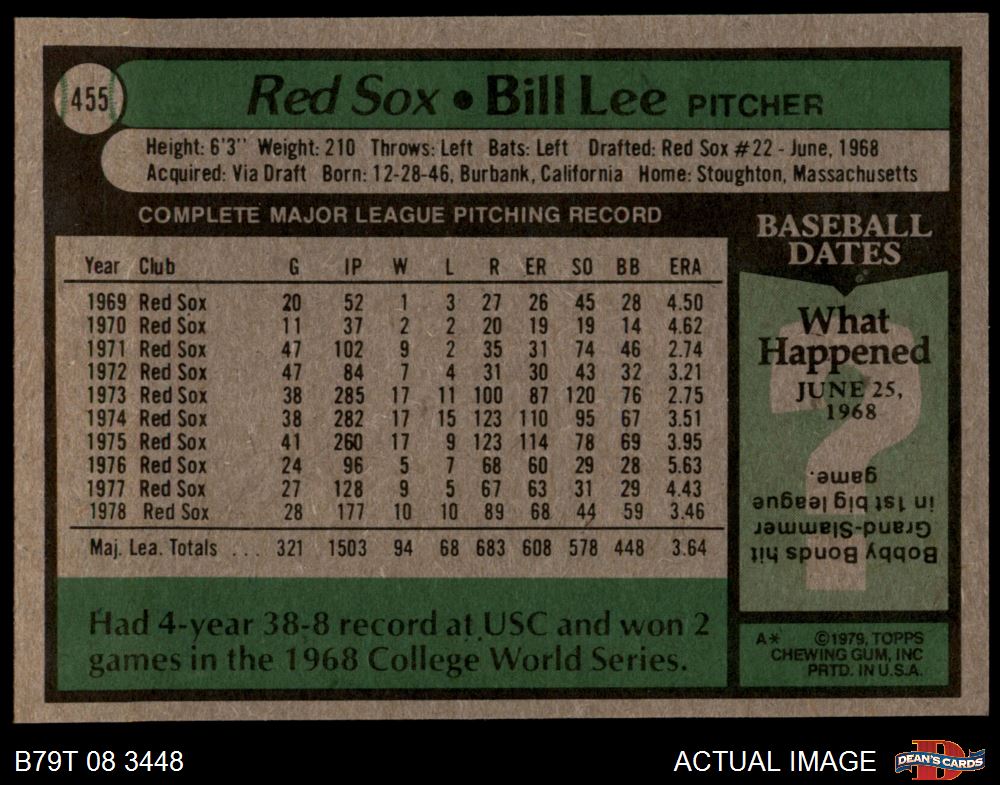 455
Red Sox • Bill Lee PITCHER
Height: 6'3" Weight: 210 Throws: Left Bats: Left Drafted: Red Sox #22 - June, 1968
Acquired: Via Draft Born: 12-28-46, Burbank, California Home: Stoughton, Massachusetts
COMPLETE MAJOR LEAGUE PITCHING RECORD
Year Club G IP W L R ER SO BB ERA
1969 Red Sox 20 52 1 3 27 26 45 28 4.50
1970 Red Sox 11 37 2 2 20 19 19 14 4.62
1971 Red Sox 47 102 9 2 35 31 74 46 2.74
1972 Red Sox 47 84 7 4 31 30 43 32 3.21
1973 Red Sox 38 285 17 11 100 87 120 76 2.75
1974 Red Sox 38 282 17 15 123 110 95 67 3.51
1975 Red Sox 41 260 17 9 123 114 78 69 3.95
1976 Red Sox 24 96 5 7 68 60 29 28 5.63
1977 Red Sox 27 128 9 5 67 63 31 29 4.43
1978 Red Sox 28 177 10 10 89 68 44 59 3.46
Maj. Lea. Totals . . . 321 1503 94 68 683 608 578 448 3.64
Had 4-year 38-8 record at USC and won 2
games in the 1968 College World Series.
BASEBALL
DATES
?
What
Happened
JUNE 25,
1968
Bobby Bonds hit
Grand-Slammer
in 1st big league
game.
A* ©1979, TOPPS
CHEWING GUM, INC
PRTD. IN U.S.A.
B79T 08 3448
ACTUAL IMAGE
D
DEAN'S CARDS